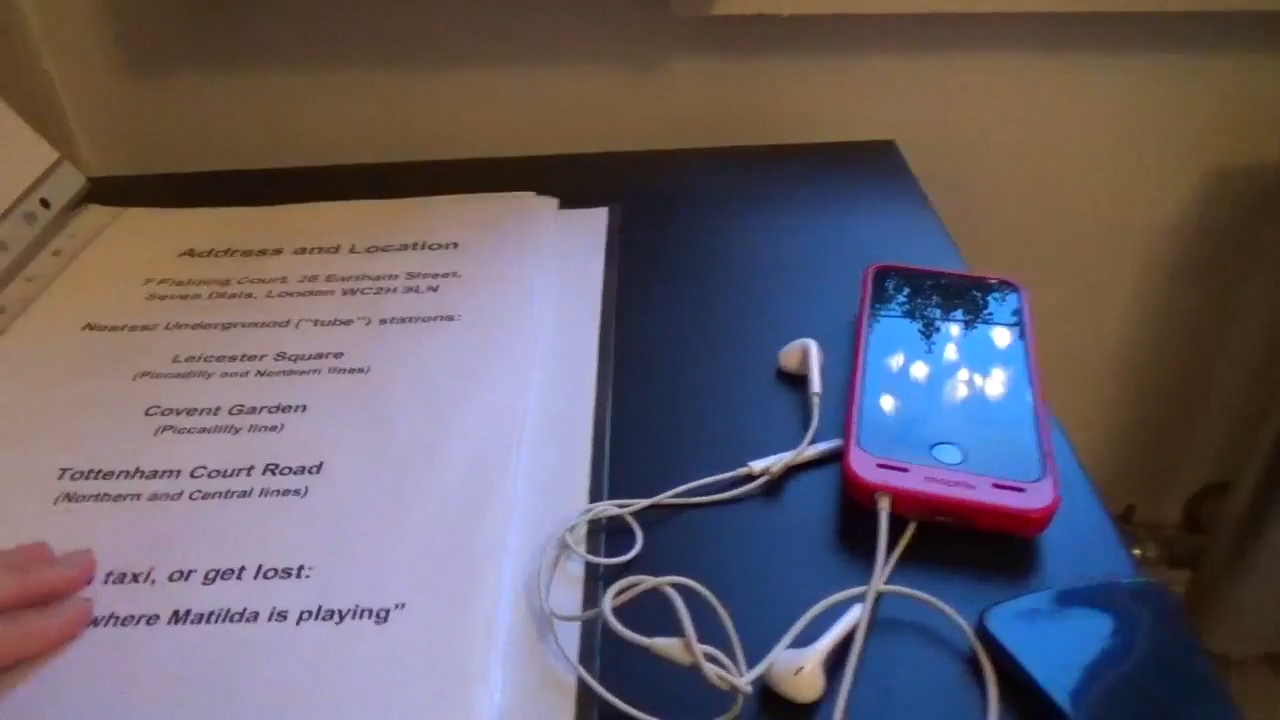 Address and Location
Fielding Court, 26 Earlham Street,
Seven Dials, London WC2H 9LN
Nearest Underground ("tube") stations:
Leicester Square
(Piccadilly and Northern lines)
Covent Garden
(Piccadilly line)
Tottenham Court Road
(Northern and Central lines)
taxi, or get lost:
where Matilda is playing"
mophie